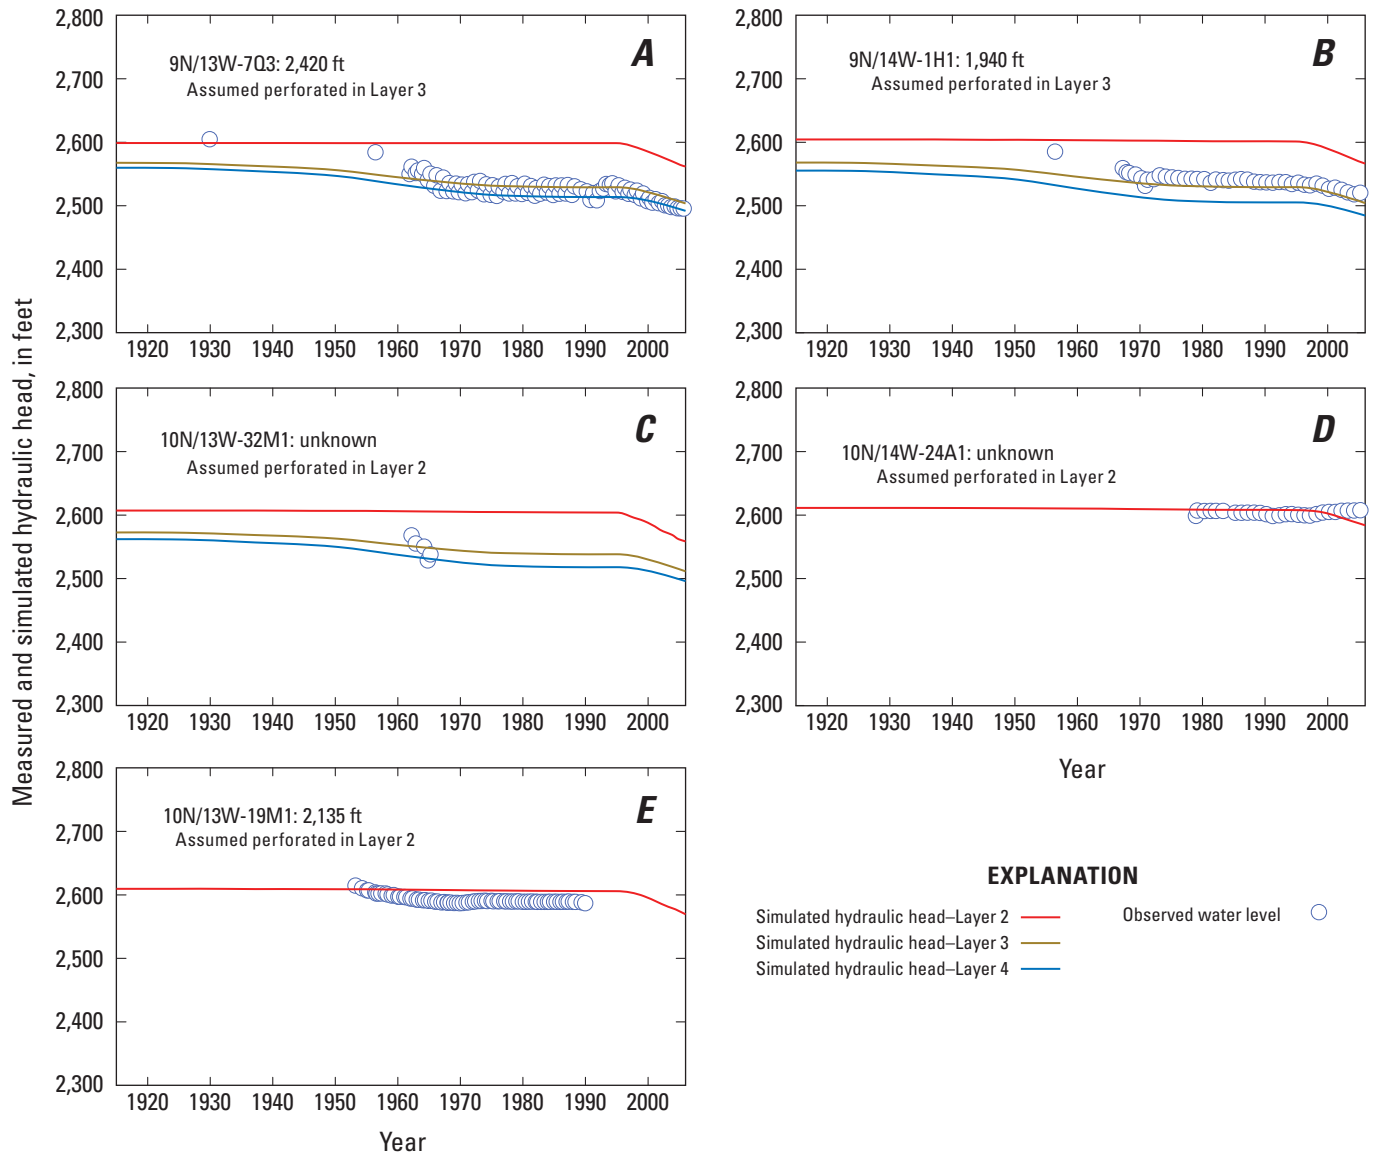 Measured and simulated hydraulic head, in feet
A
9N/13W-7Q3: 2,420 ft
Assumed perforated in Layer 3
2,800
2,700
2,600
2,500
2,400
2,300
1920 1930 1940 1950 1960 1970 1980 1990 2000
B
9N/14W-1H1: 1,940 ft
Assumed perforated in Layer 3
2,800
2,700
2,600
2,500
2,400
2,300
1920 1930 1940 1950 1960 1970 1980 1990 2000
C
10N/13W-32M1: unknown
Assumed perforated in Layer 2
2,800
2,700
2,600
2,500
2,400
2,300
1920 1930 1940 1950 1960 1970 1980 1990 2000
D
10N/14W-24A1: unknown
Assumed perforated in Layer 2
2,800
2,700
2,600
2,500
2,400
2,300
1920 1930 1940 1950 1960 1970 1980 1990 2000
Year
E
10N/13W-19M1: 2,135 ft
Assumed perforated in Layer 2
2,800
2,700
2,600
2,500
2,400
2,300
1920 1930 1940 1950 1960 1970 1980 1990 2000
Year
EXPLANATION
Simulated hydraulic head–Layer 2
Simulated hydraulic head–Layer 3
Simulated hydraulic head–Layer 4
Observed water level